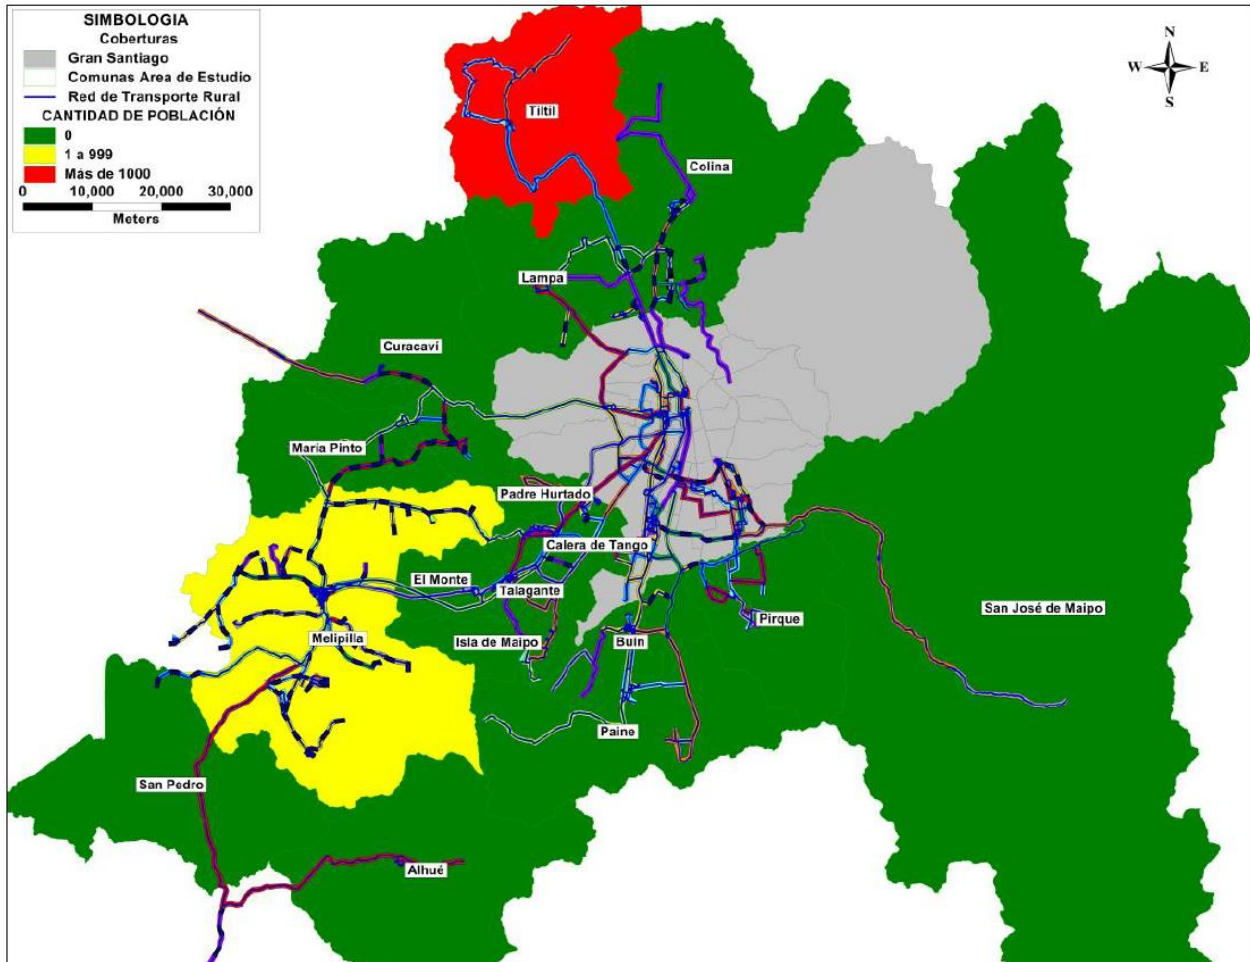 SIMBOLOGIA
Coberturas
Gran Santiago
Comunas Area de Estudio
Red de Transporte Rural
CANTIDAD DE POBLACIÓN
0
1 a 999
Más de 1000
0 10,000 20,000 30,000
Meters
N
W E
S
Tiltil
Colina
Lampa
Curacaví
María Pinto
Padre Hurtado
Calera de Tango
El Monte
Talagante
San José de Maipo
Pirque
Melipilla
Isla de Maipo
Buin
Paine
San Pedro
Alhué